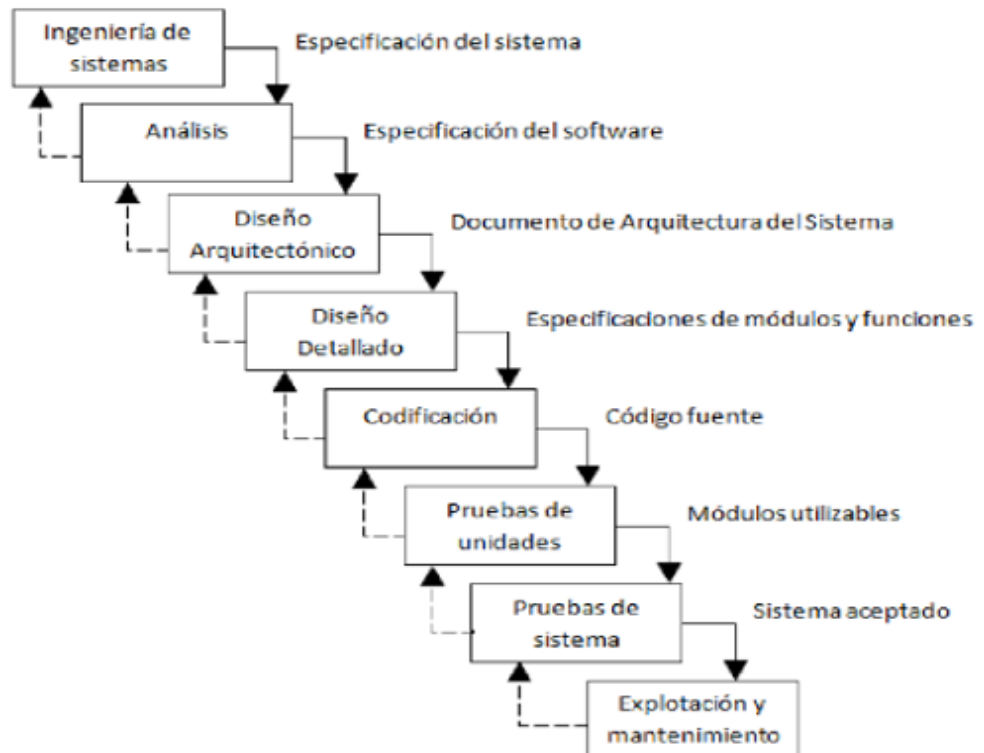 Ingeniería de
sistemas
Especificación del sistema
Análisis
Especificación del software
Diseño
Arquitectónico
Documento de Arquitectura del Sistema
Diseño
Detallado
Especificaciones de módulos y funciones
Codificación
Código fuente
Pruebas de
unidades
Módulos utilizables
Pruebas de
sistema
Sistema aceptado
Explotación y
mantenimiento